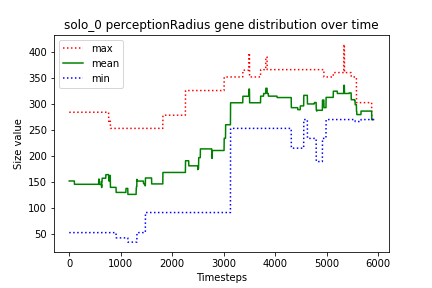 solo_0 perceptionRadius gene distribution over time
max
mean
min
Size value
400
350
300
250
200
150
100
50
0
1000
2000
3000
4000
5000
6000
Timesteps